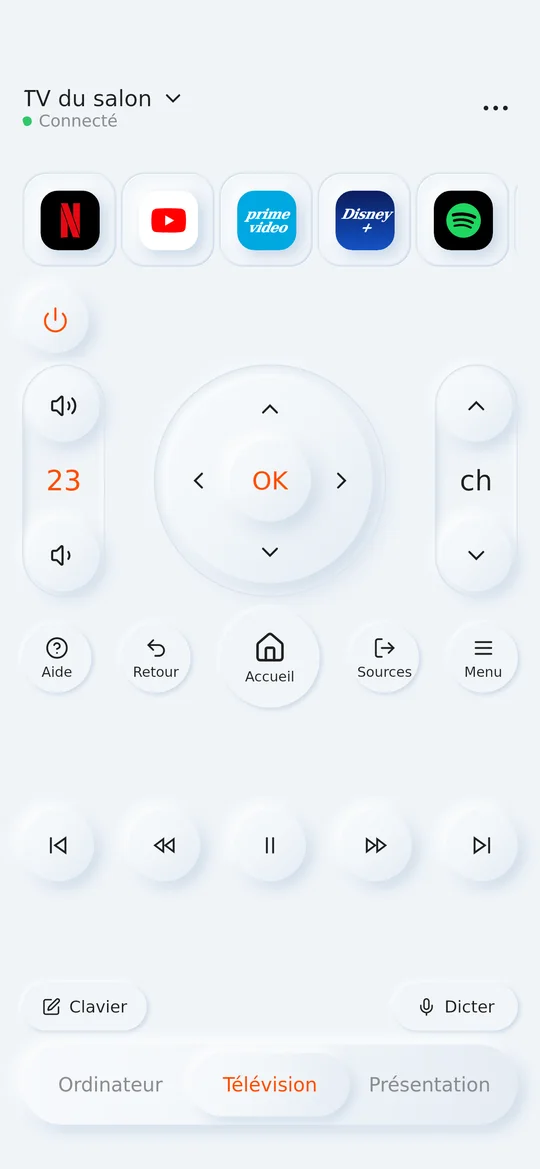 TV du salon
Connecté
prime
video
Disney
+
23
OK
ch
Aide
Retour
Accueil
Sources
Menu
Clavier
Dicter
Ordinateur
Télévision
Présentation